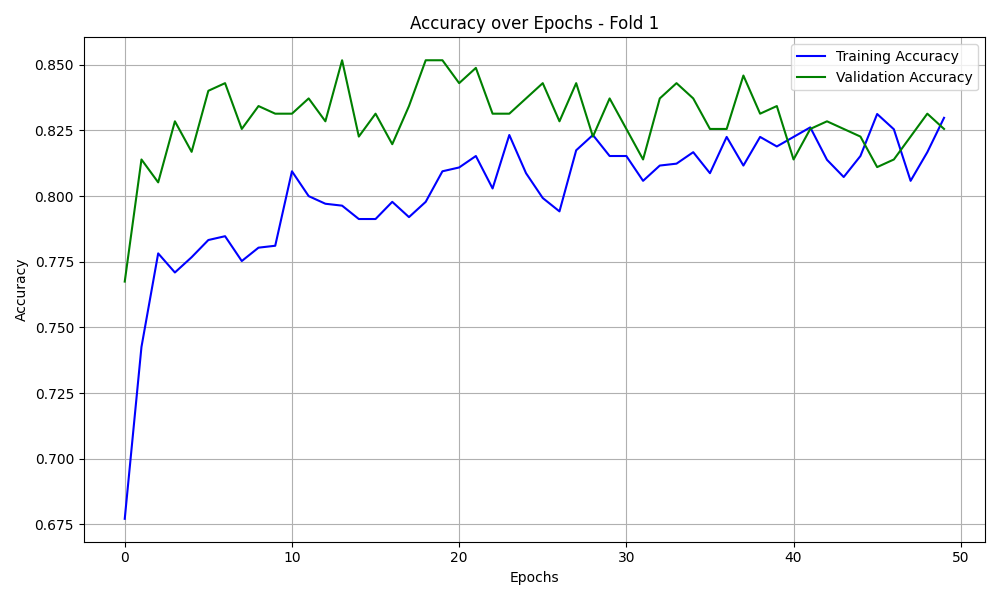 Accuracy over Epochs - Fold 1
Training Accuracy
Validation Accuracy
0.850
0.825
0.800
0.775
0.750
0.725
0.700
0.675
Accuracy
0 10 20 30 40 50
Epochs